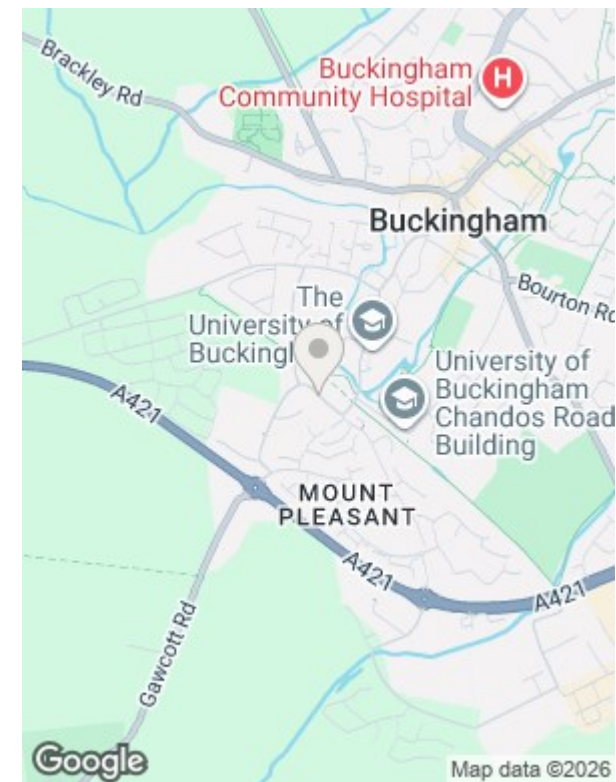 Brackley Rd
Buckingham
Community Hospital
H
Buckingham
Bourton Rd
The
University of
Buckingh
University of
Buckingham
Chandos Road
Building
A421
MOUNT
PLEASANT
A421
A421
Gawcott Rd
Google
Map data ©2026